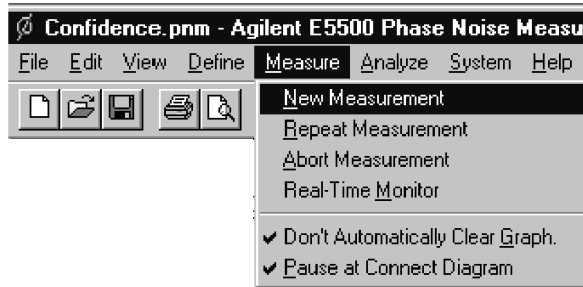 Confidence.pnm - Agilent E5500 Phase Noise Measu
File Edit View Define Measure Analyze System Help
New Measurement
Repeat Measurement
Abort Measurement
Real-Time Monitor
Don't Automatically Clear Graph.
Pause at Connect Diagram